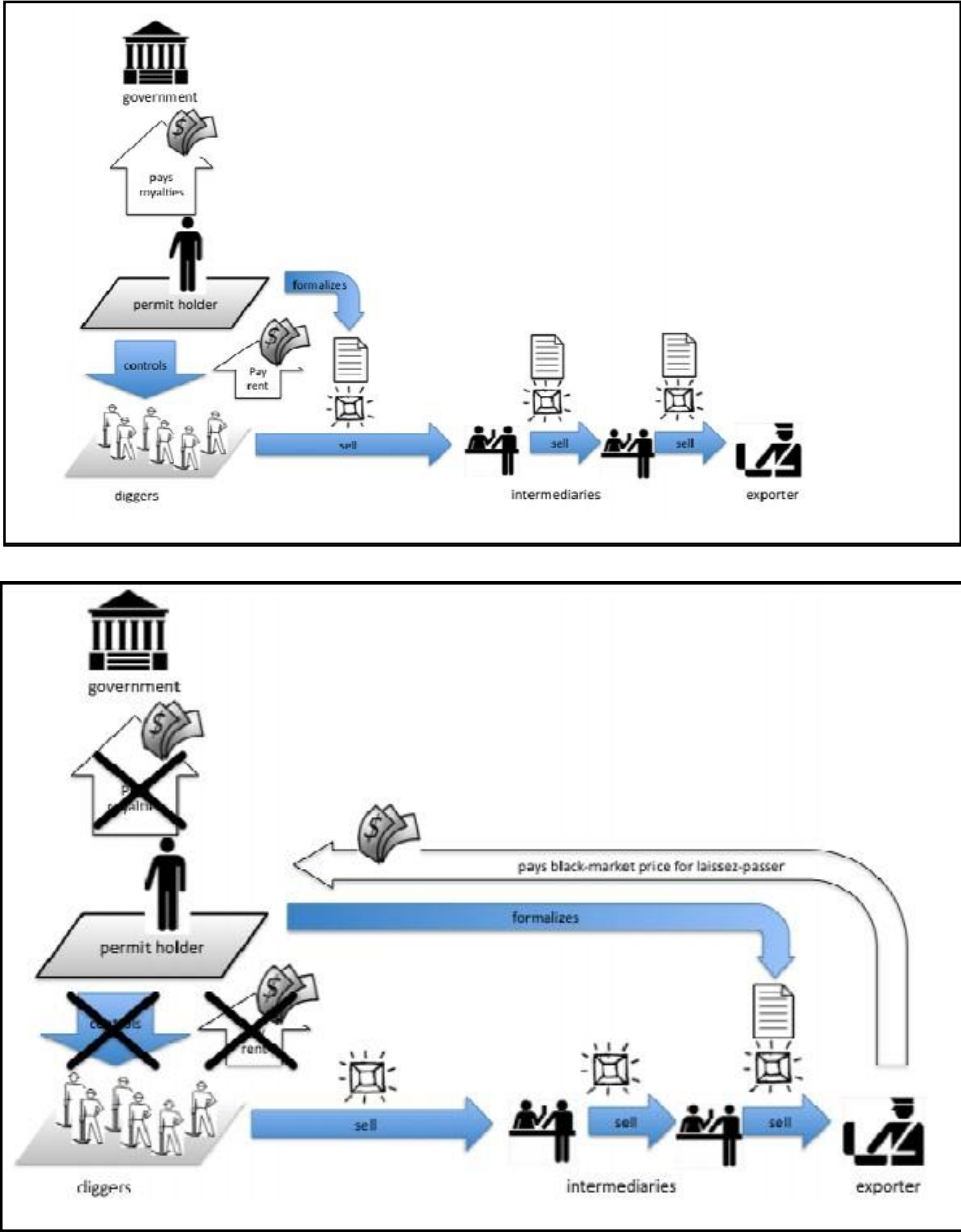 government
$
pays
royalties
permit holder
formalizes
controls
$
Pay
rent
sell
sell
sell
diggers
intermediaries
exporter
government
$
$
pays black-market price for laissez-passer
formalizes
permit holder
$
controls
rent
sell
sell
sell
diggers
intermediaries
exporter